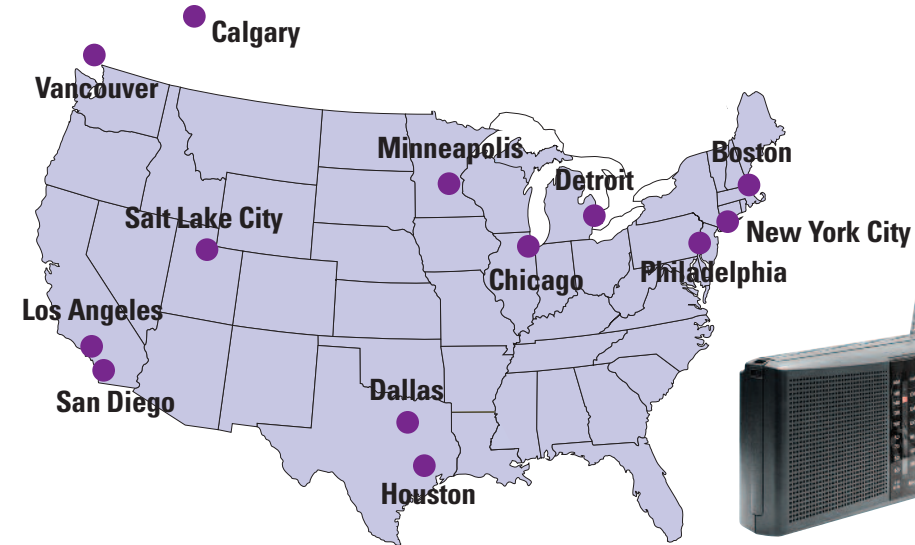 Calgary
Vancouver
Minneapolis
Boston
Detroit
Salt Lake City
New York City
Chicago
Philadelphia
Los Angeles
San Diego
Dallas
Houston